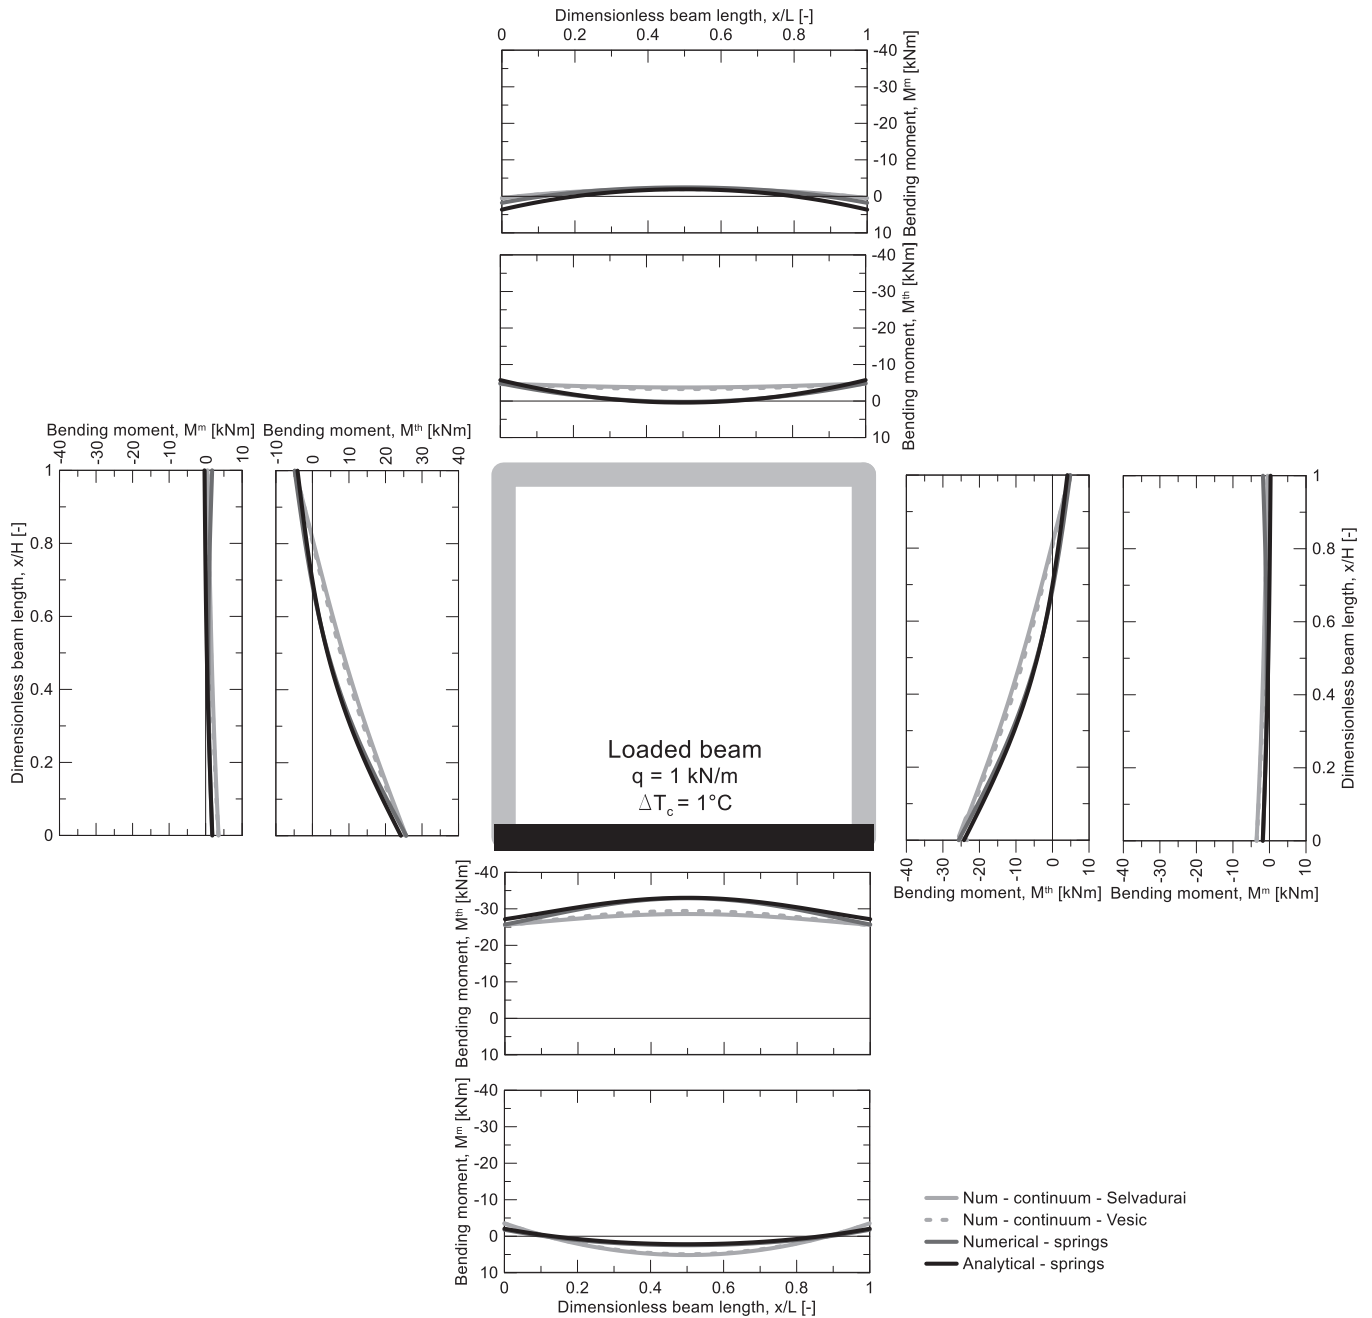 Dimensionless beam length, x/L [-]
0 0.2 0.4 0.6 0.8 1
-40
-30
-20
-10
0
10
Bending moment, Mᵐ [kNm]
-40
-30
-20
-10
0
10
Bending moment, Mᵗʰ [kNm]
Bending moment, Mᵐ [kNm]
-40 -30 -20 -10 0 10
1
0.8
0.6
0.4
0.2
0
Dimensionless beam length, x/H [-]
Bending moment, Mᵗʰ [kNm]
-10 0 10 20 30 40
Loaded beam
q = 1 kN/m
ΔTc = 1°C
-40 -30 -20 -10 0 10
Bending moment, Mᵗʰ [kNm]
1
0.8
0.6
0.4
0.2
0
Dimensionless beam length, x/H [-]
-40 -30 -20 -10 0 10
Bending moment, Mᵐ [kNm]
-40
-30
-20
-10
0
10
Bending moment, Mᵗʰ [kNm]
-40
-30
-20
-10
0
10
Bending moment, Mᵐ [kNm]
0 0.2 0.4 0.6 0.8 1
Dimensionless beam length, x/L [-]
Num - continuum - Selvadurai
Num - continuum - Vesic
Numerical - springs
Analytical - springs